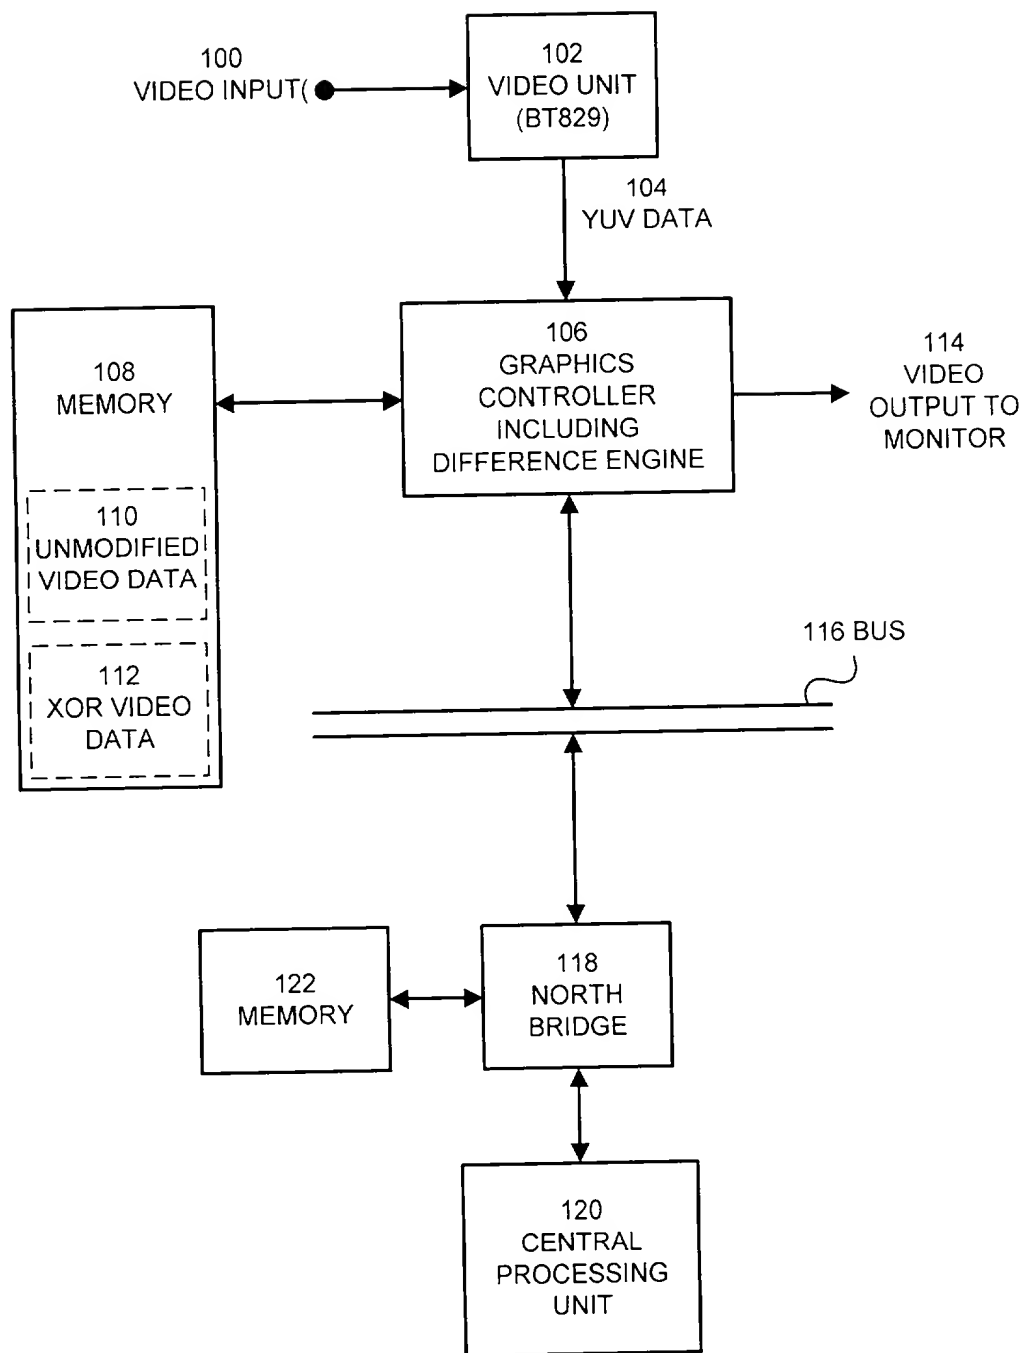 100
VIDEO INPUT(
102
VIDEO UNIT
(BT829)
104
YUV DATA
106
GRAPHICS
CONTROLLER
INCLUDING
DIFFERENCE ENGINE
108
MEMORY
110
UNMODIFIED
VIDEO DATA
112
XOR VIDEO
DATA
114
VIDEO
OUTPUT TO
MONITOR
116 BUS
118
NORTH
BRIDGE
122
MEMORY
120
CENTRAL
PROCESSING
UNIT